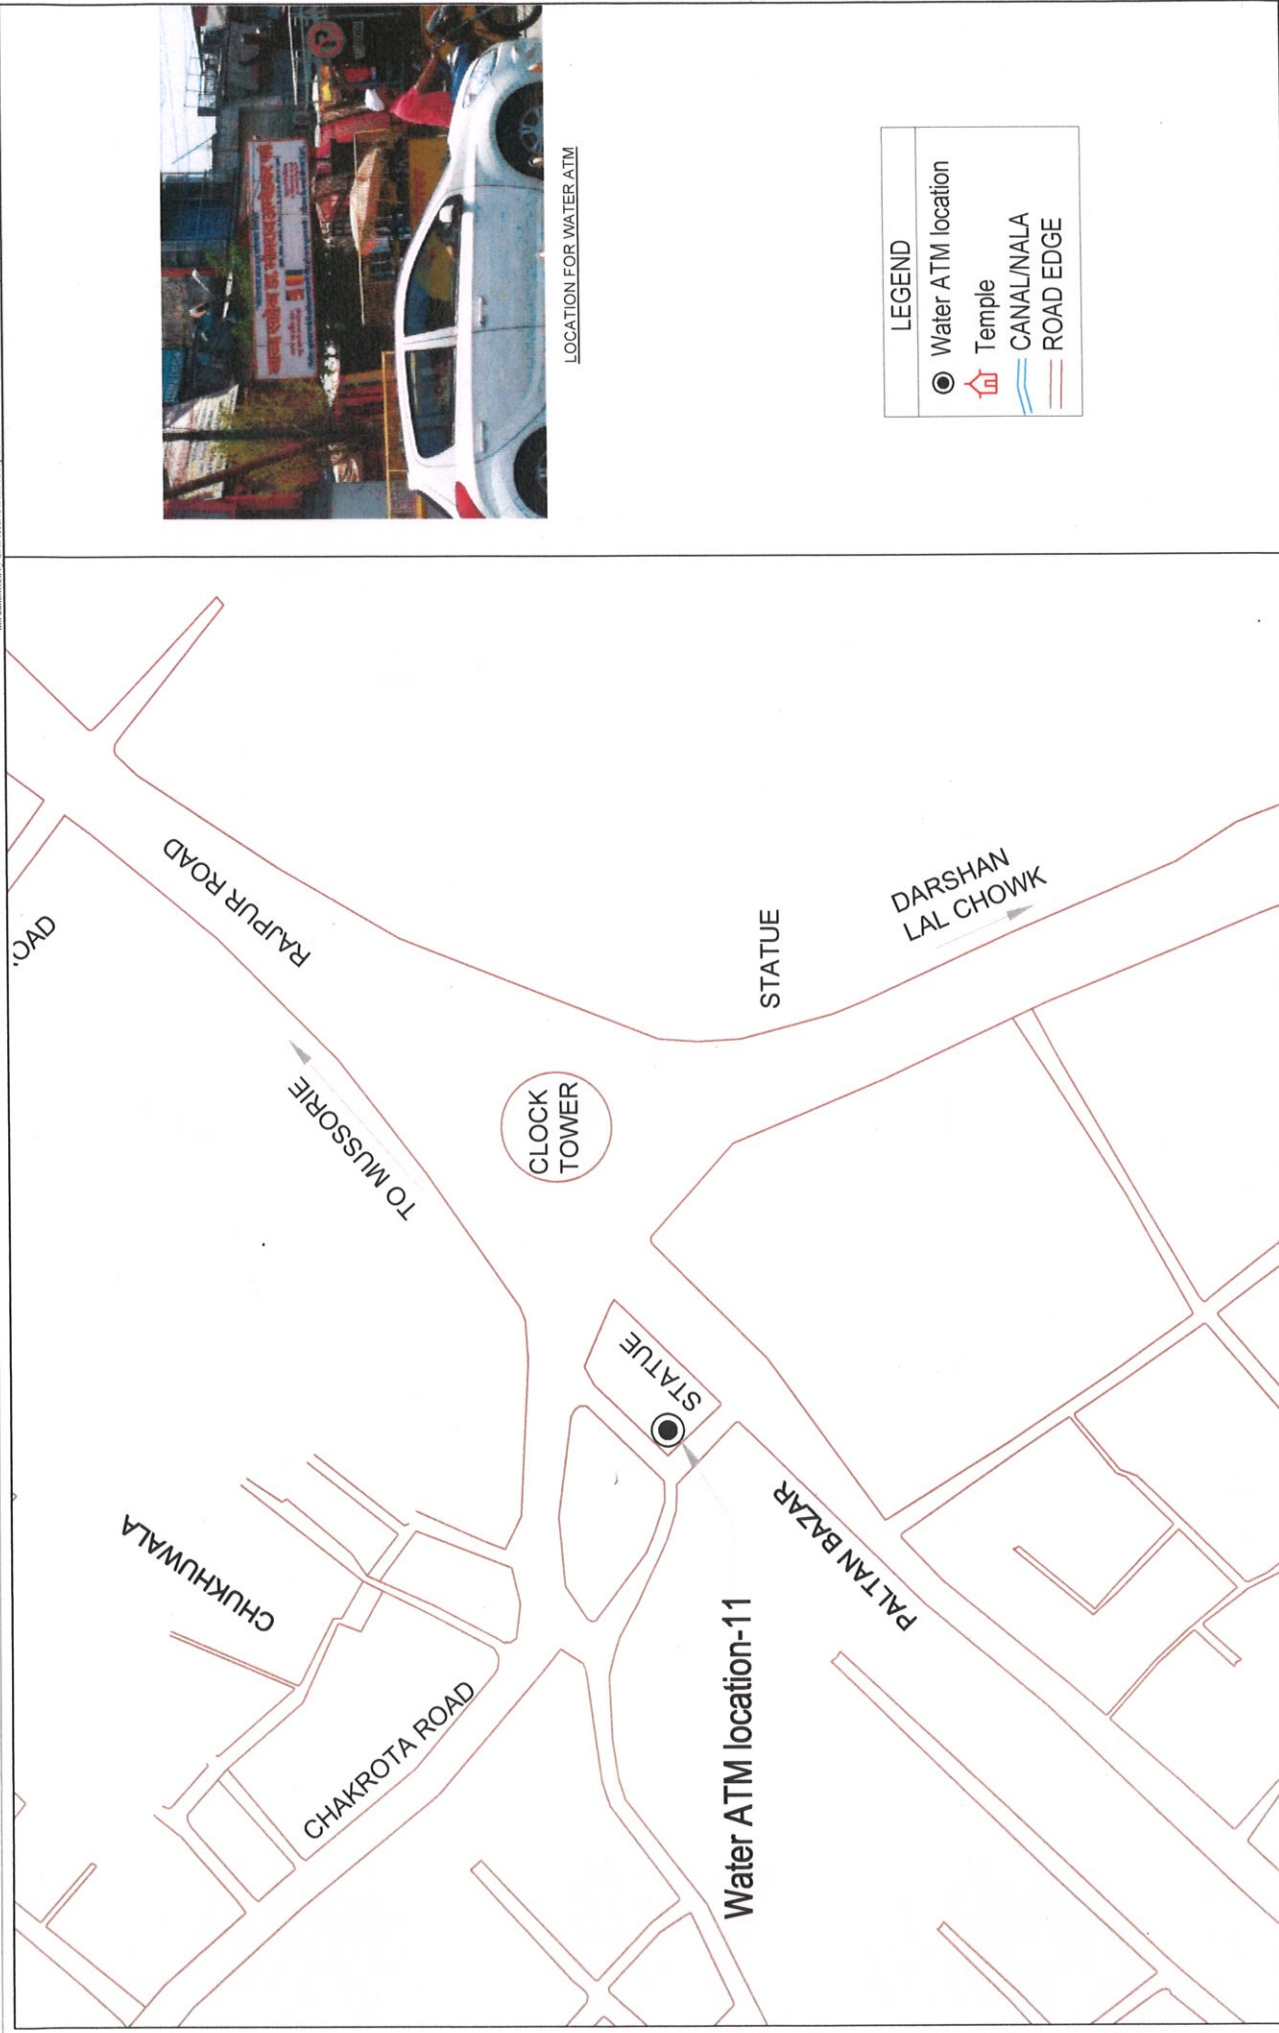 OAD
RAJPUR ROAD
TO MUSSORIE
CHUKHUWALA
CHAKROTA ROAD
CLOCK
TOWER
STATUE
STATUE
DARSHAN
LAL CHOWK
PALTAN BAZAR
Water ATM location-11
LOCATION FOR WATER ATM
LEGEND
Water ATM location
Temple
CANAL/NALA
ROAD EDGE